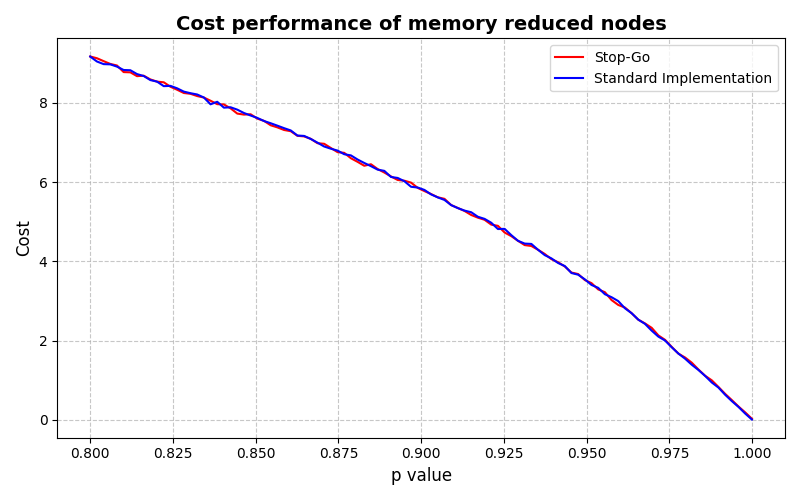 Cost performance of memory reduced nodes
Stop-Go
Standard Implementation
Cost
8
6
4
2
0
0.800 0.825 0.850 0.875 0.900 0.925 0.950 0.975 1.000
p value